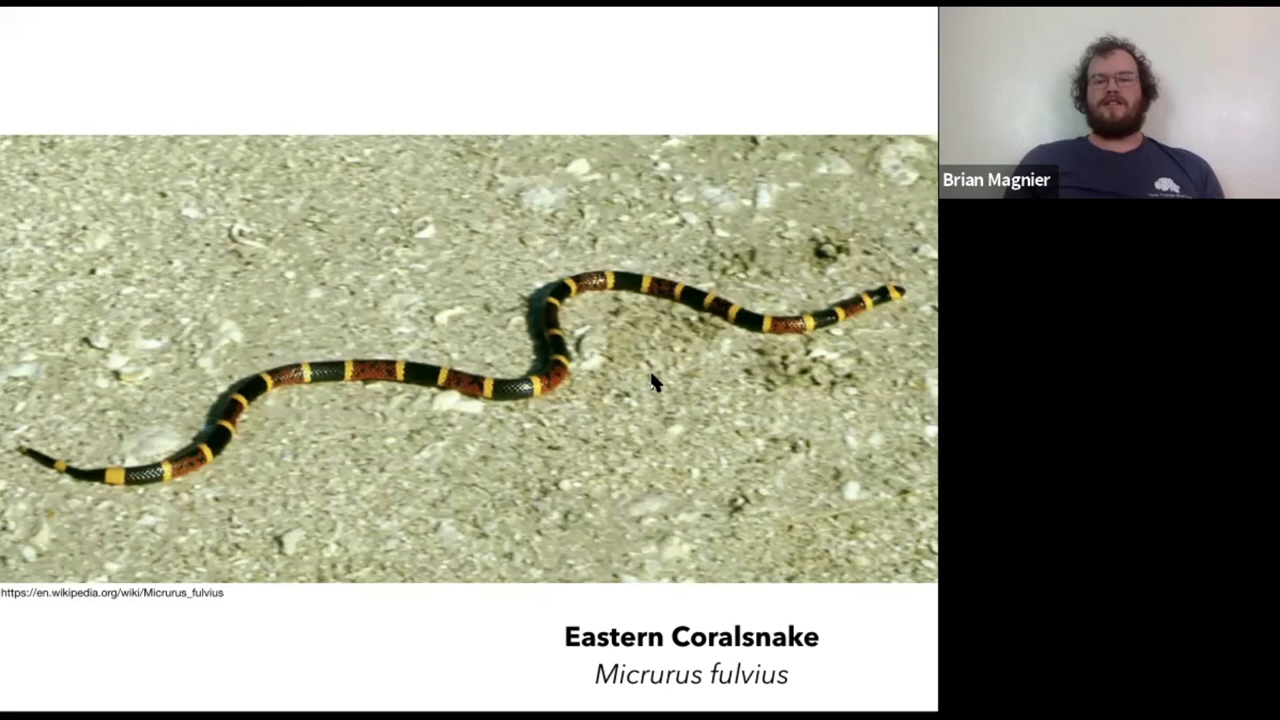 Brian Magnier
https://en.wikipedia.org/wiki/Micrurus_fulvius
Eastern Coralsnake
Micrurus fulvius